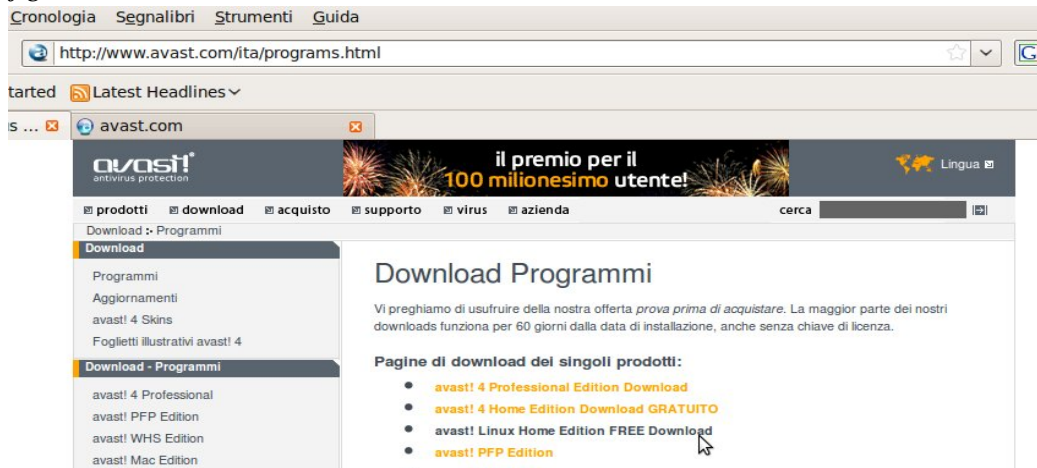 Cronologia Segnalibri Strumenti Guida
http://www.avast.com/ita/programs.html
tarted Latest Headlines
s ... avast.com
avast!
antivirus protection
il premio per il
100 milionesimo utente!
Lingua
prodotti download acquisto supporto virus azienda cerca
Download :- Programmi
Download
Programmi
Aggiornamenti
avast! 4 Skins
Foglietti illustrativi avast! 4
Download - Programmi
avast! 4 Professional
avast! PFP Edition
avast! WHS Edition
avast! Mac Edition
Download Programmi
Vi preghiamo di usufruire della nostra offerta prova prima di acquistare. La maggior parte dei nostri
downloads funziona per 60 giorni dalla data di installazione, anche senza chiave di licenza.
Pagine di download dei singoli prodotti:
avast! 4 Professional Edition Download
avast! 4 Home Edition Download GRATUITO
avast! Linux Home Edition FREE Download
avast! PFP Edition